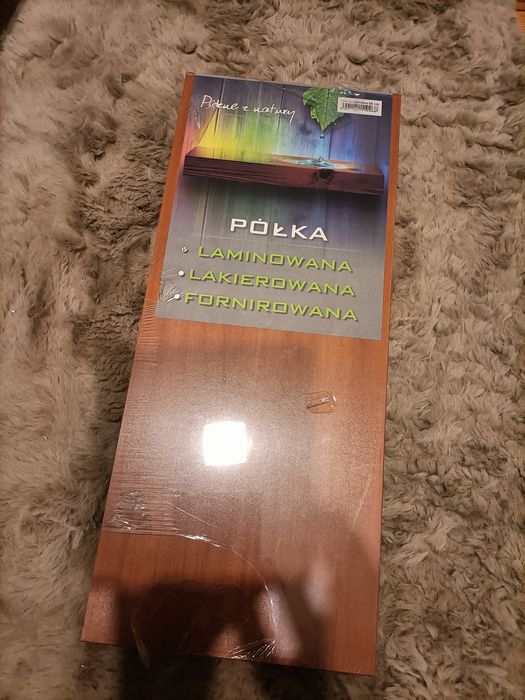 Piękne z natury
PÓŁKA
LAMINOWANA
LAKIEROWANA
FORNIROWANA